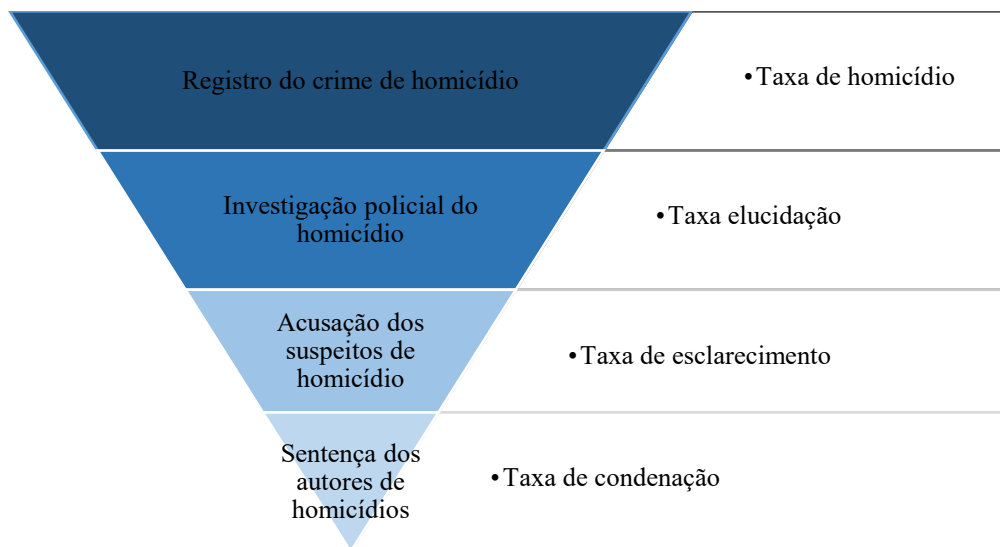 Registro do crime de homicídio
•Taxa de homicídio
Investigação policial do
homicídio
•Taxa elucidação
Acusação dos
suspeitos de
homicídio
•Taxa de esclarecimento
Sentença dos
autores de
homicídios
•Taxa de condenação